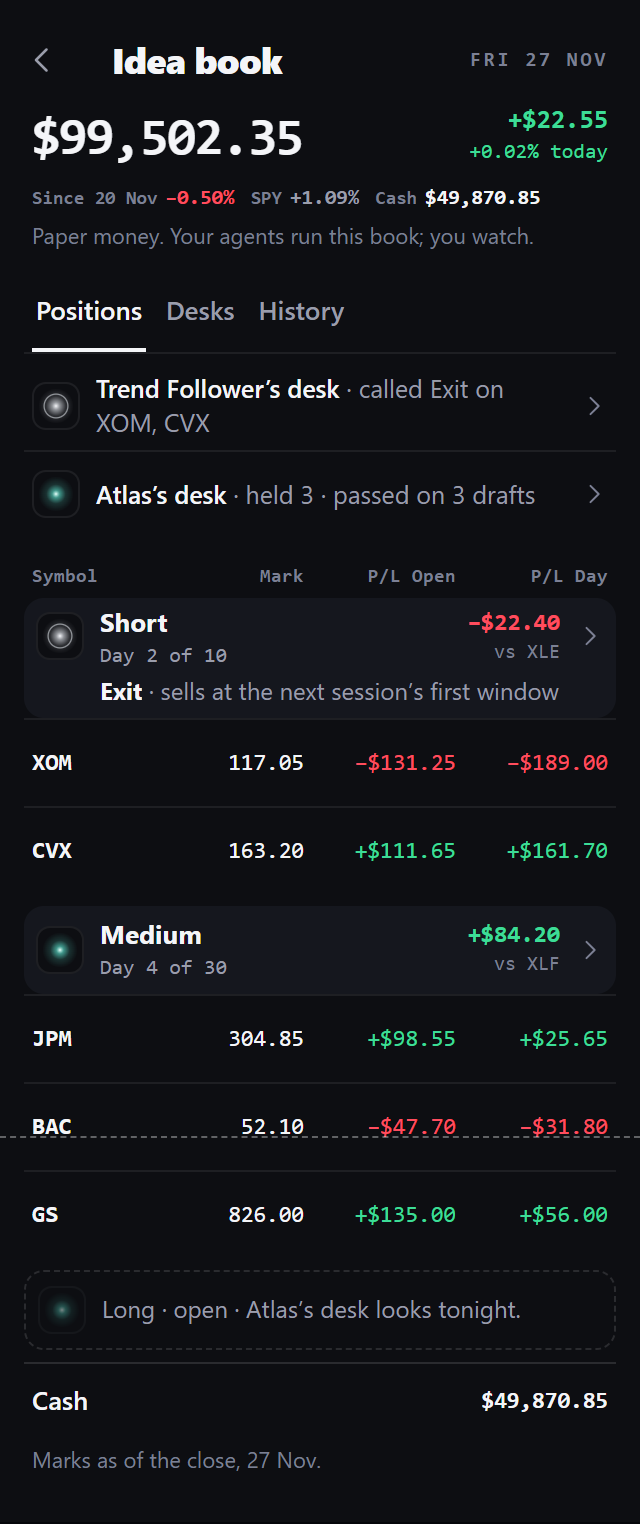 Idea book
FRI 27 NOV
$99,502.35
+$22.55
+0.02% today
Since 20 Nov −0.50% SPY +1.09% Cash $49,870.85
Paper money. Your agents run this book; you watch.
Positions Desks History
Trend Follower’s desk · called Exit on
XOM, CVX
Atlas’s desk · held 3 · passed on 3 drafts
Symbol Mark P/L Open P/L Day
Short −$22.40
Day 2 of 10 vs XLE
Exit · sells at the next session’s first window
XOM 117.05 −$131.25 −$189.00
CVX 163.20 +$111.65 +$161.70
Medium +$84.20
Day 4 of 30 vs XLF
JPM 304.85 +$98.55 +$25.65
BAC 52.10 −$47.70 −$31.80
GS 826.00 +$135.00 +$56.00
Long · open · Atlas’s desk looks tonight.
Cash $49,870.85
Marks as of the close, 27 Nov.